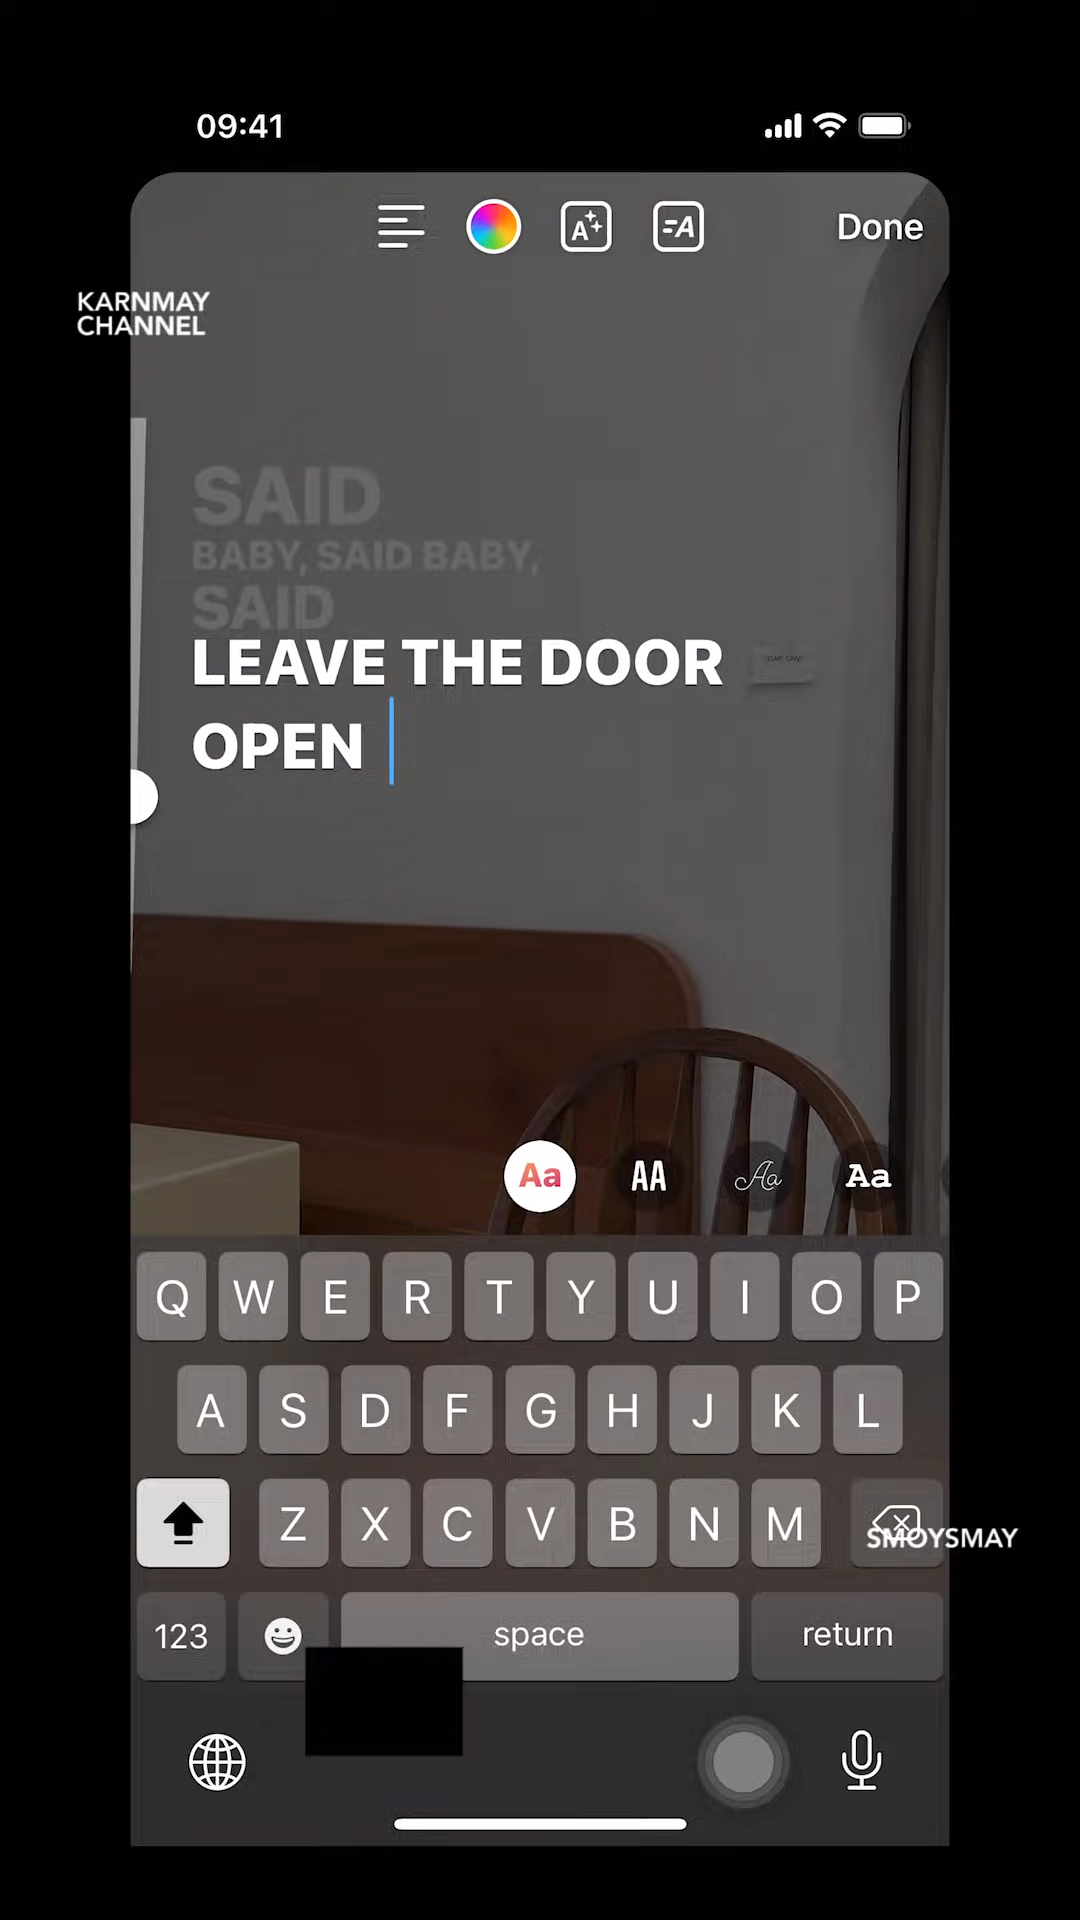 09:41
Done
KARNMAY
CHANNEL
SAID
BABY, SAID BABY,
SAID
LEAVE THE DOOR
OPEN
Aa AA Aa Aa
Q W E R T Y U I O P
A S D F G H J K L
Z X C V B N M
SMOYSMAY
123 space return